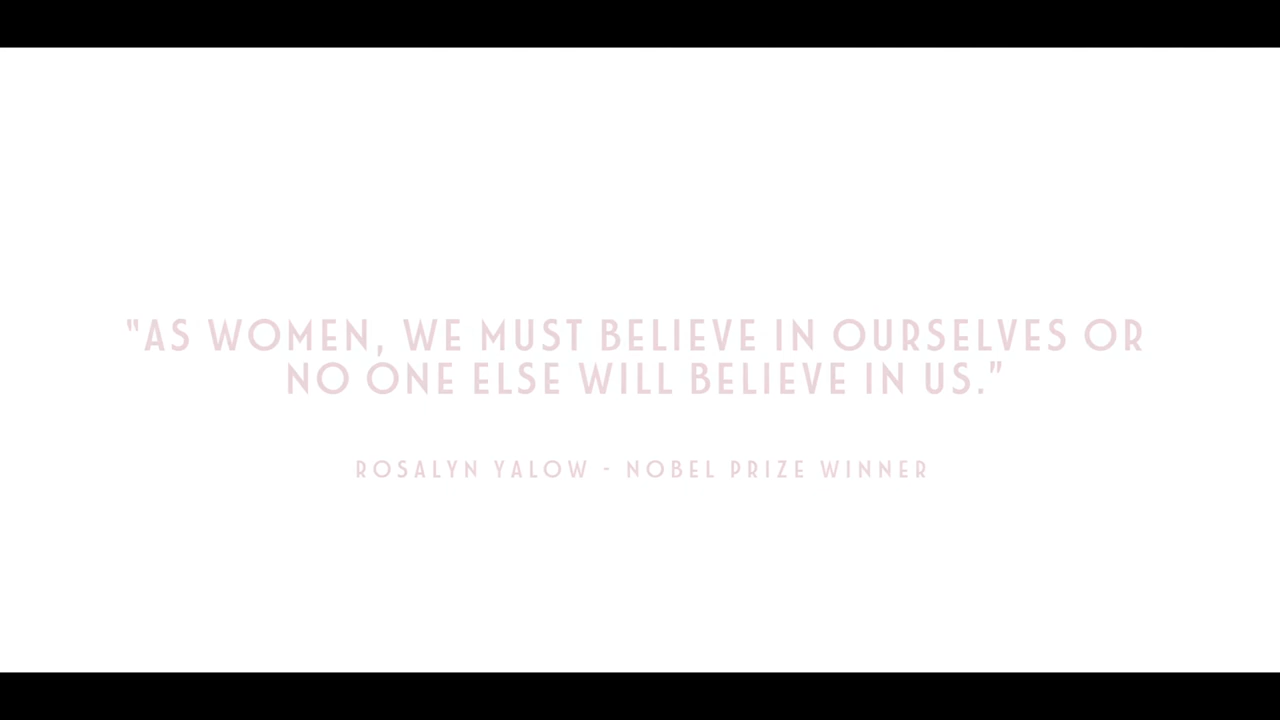 "AS WOMEN, WE MUST BELIEVE IN OURSELVES OR
NO ONE ELSE WILL BELIEVE IN US."
ROSALYN YALOW - NOBEL PRIZE WINNER